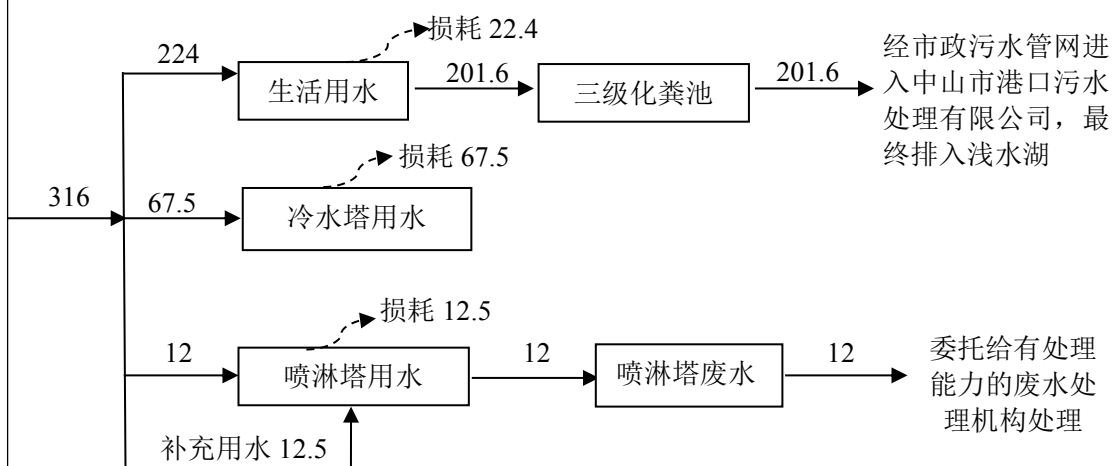 损耗 22.4
224
生活用水
201.6
三级化粪池
201.6
经市政污水管网进
入中山市港口污水
处理有限公司，最
终排入浅水湖
损耗 67.5
316
67.5
冷水塔用水
损耗 12.5
12
喷淋塔用水
12
喷淋塔废水
12
委托给有处理
能力的废水处
理机构处理
补充用水 12.5